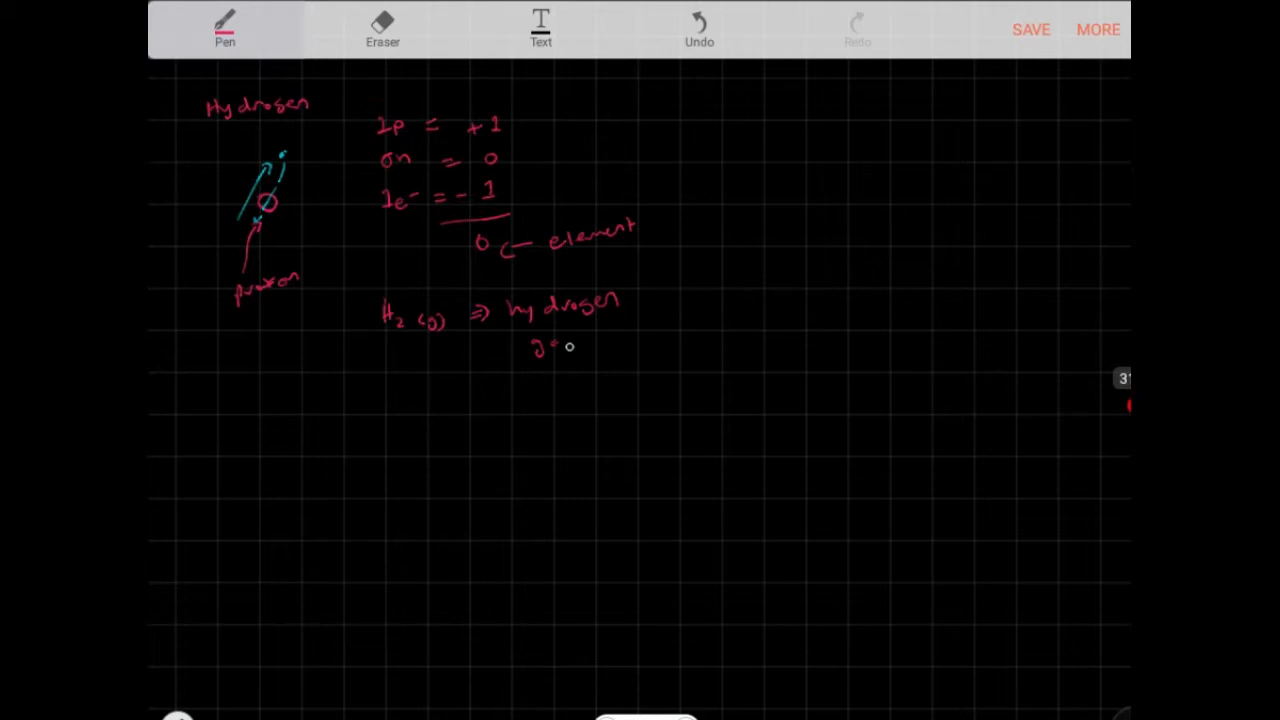 Pen
Eraser
Text
Undo
Redo
SAVE
MORE
Hydrogen
1p = +1
0n = 0
1e⁻ = - 1
0 ← element
proton
H₂ (g) ⇒ hydrogen
31